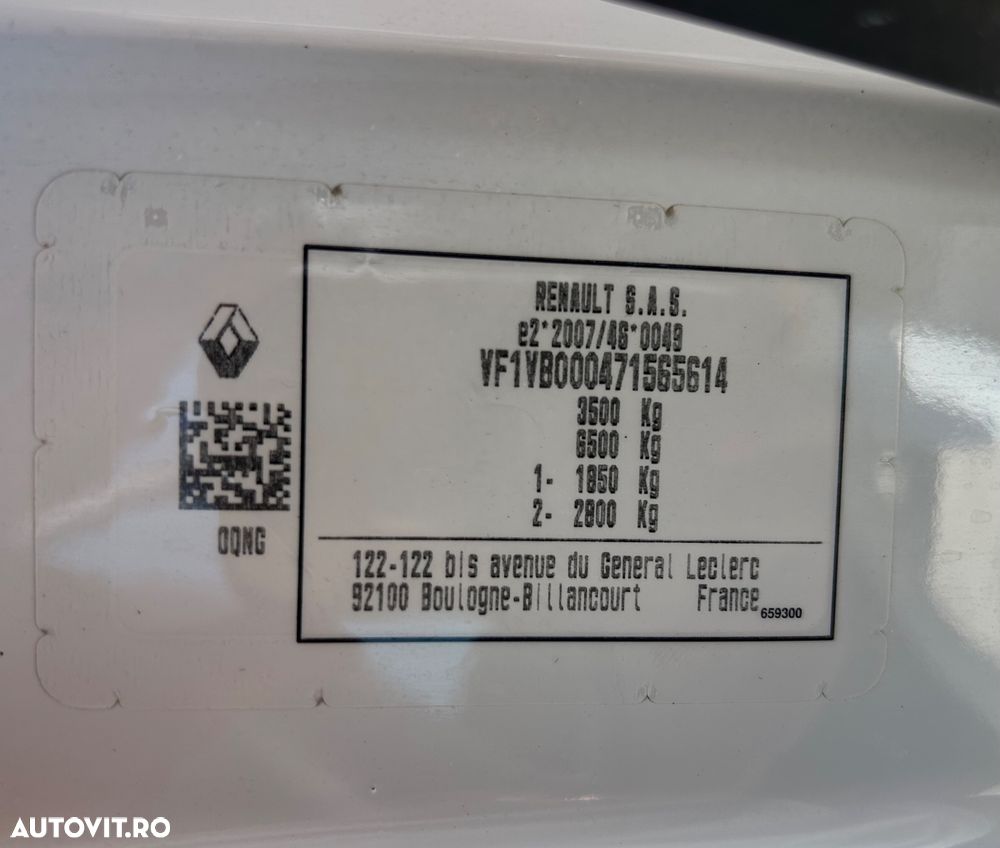 RENAULT S.A.S.
e2*2007/46*0049
VF1VB000471565614
3500 Kg
6500 Kg
1- 1850 Kg
2- 2800 Kg
0QNG
122-122 bis avenue du General Leclerc
92100 Boulogne-Billancourt France
659300
AUTOVIT.RO